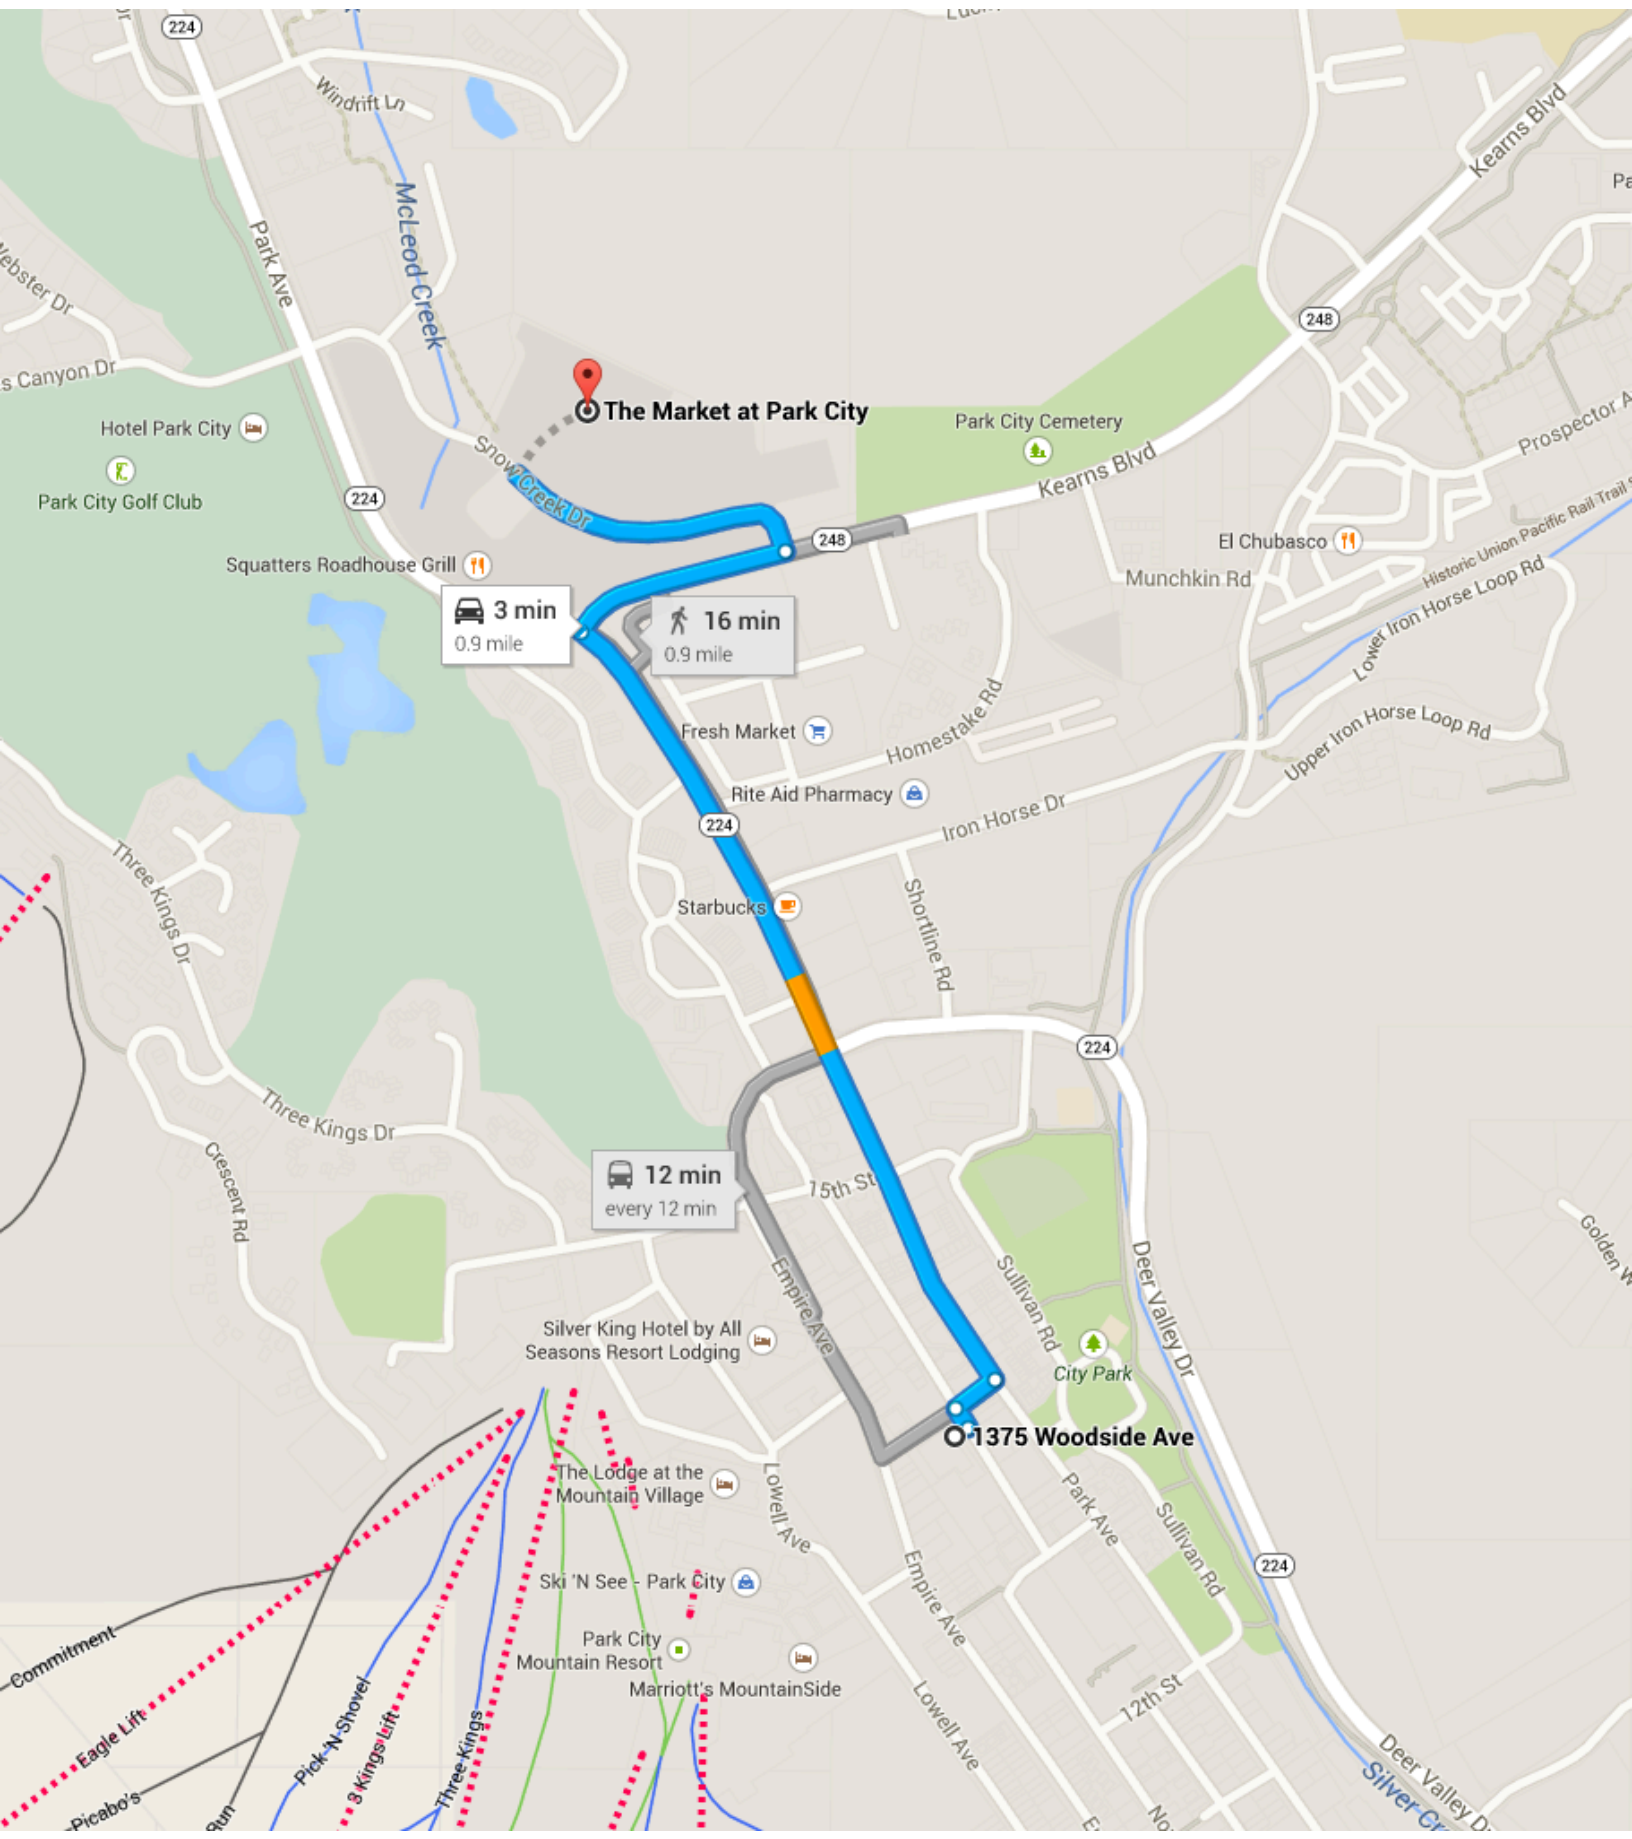 224
Windrift Ln
Kearns Blvd
McLeod Creek
Park Ave
Webster Dr
248
s Canyon Dr
The Market at Park City
Hotel Park City
Park City Cemetery
Prospector A
Park City Golf Club
Snow Creek Dr
Kearns Blvd
224
248
El Chubasco
Historic Union Pacific Rail Trail S
Squatters Roadhouse Grill
Munchkin Rd
Lower Iron Horse Loop Rd
3 min
0.9 mile
16 min
0.9 mile
Fresh Market
Homestake Rd
Upper Iron Horse Loop Rd
Rite Aid Pharmacy
224
Iron Horse Dr
Three Kings Dr
Starbucks
Shortline Rd
224
Three Kings Dr
Crescent Rd
12 min
every 12 min
15th St
Golden W
Empire Ave
Sullivan Rd
Deer Valley Dr
Silver King Hotel by All
Seasons Resort Lodging
City Park
1375 Woodside Ave
The Lodge at the
Mountain Village
Lowell Ave
Park Ave
Sullivan Rd
224
Ski 'N See - Park City
Empire Ave
Park City
Mountain Resort
Marriott's MountainSide
Commitment
Eagle Lift
Pick 'N Shovel
3 Kings Lift
Three Kings
Lowell Ave
12th St
Picabo's
Run
Deer Valley D
Silver Cr
No
E
Pa